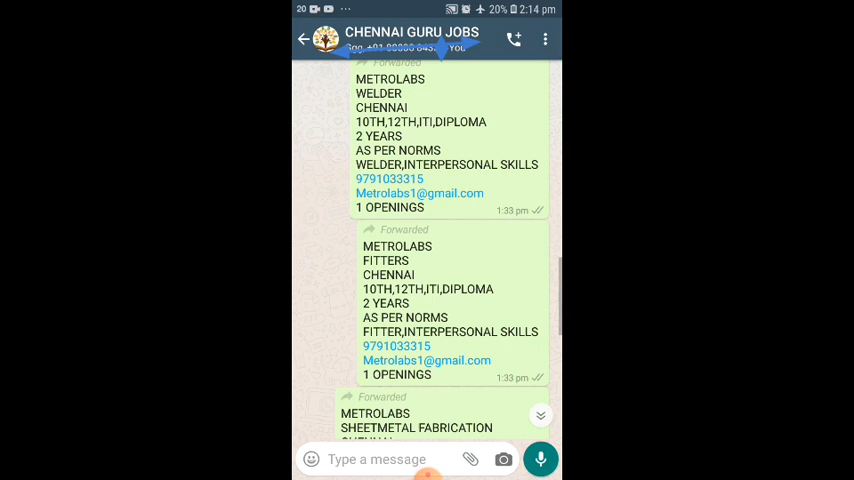 20 ... 20% 2:14 pm
CHENNAI GURU JOBS
You
Forwarded
METROLABS
WELDER
CHENNAI
10TH,12TH,ITI,DIPLOMA
2 YEARS
AS PER NORMS
WELDER,INTERPERSONAL SKILLS
9791033315
Metrolabs1@gmail.com
1 OPENINGS
1:33 pm
Forwarded
METROLABS
FITTERS
CHENNAI
10TH,12TH,ITI,DIPLOMA
2 YEARS
AS PER NORMS
FITTER,INTERPERSONAL SKILLS
9791033315
Metrolabs1@gmail.com
1 OPENINGS
1:33 pm
Forwarded
METROLABS
SHEETMETAL FABRICATION
Type a message